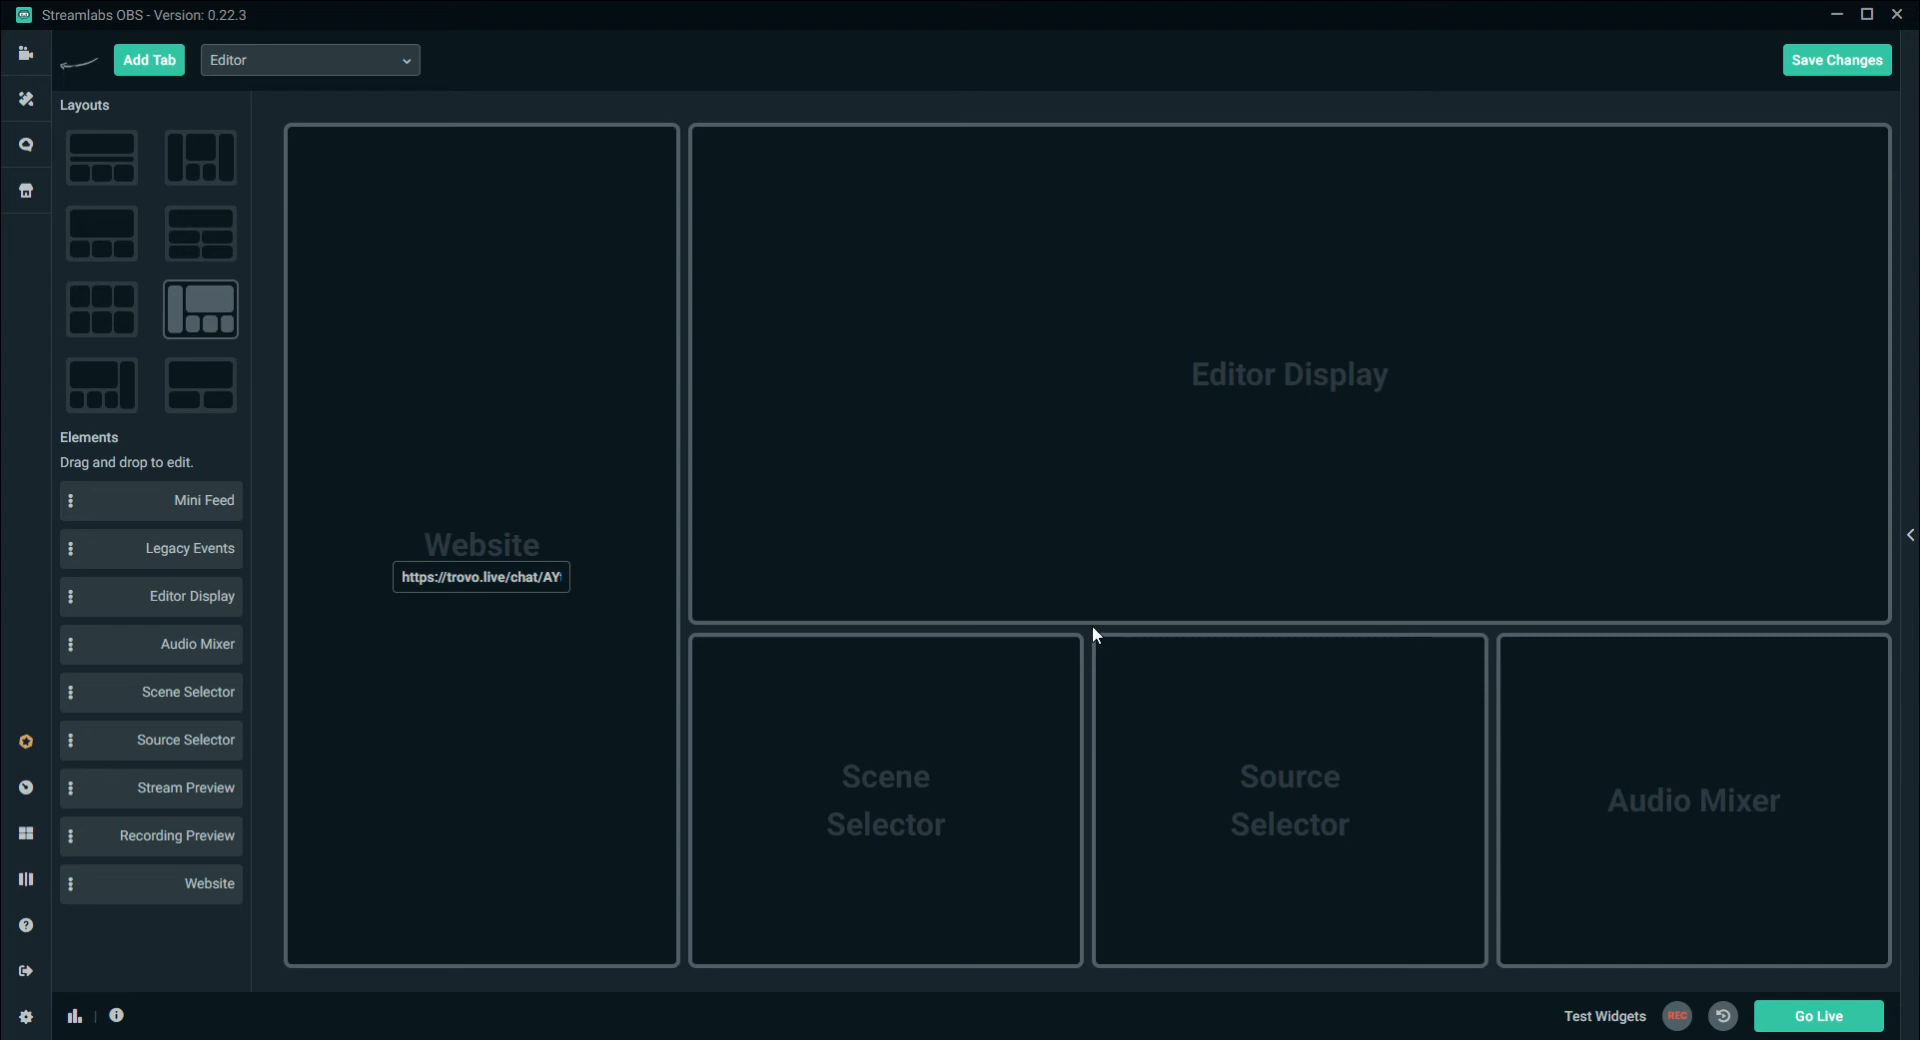 Streamlabs OBS - Version: 0.22.3
Add Tab
Editor
Save Changes
Layouts
Elements
Drag and drop to edit.
Mini Feed
Legacy Events
Editor Display
Audio Mixer
Scene Selector
Source Selector
Stream Preview
Recording Preview
Website
Website
https://trovo.live/chat/AY
Editor Display
Scene
Selector
Source
Selector
Audio Mixer
Test Widgets
REC
Go Live